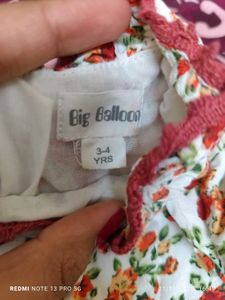 Big Balloon
3-4
YRS
REDMI NOTE 13 PRO 5G